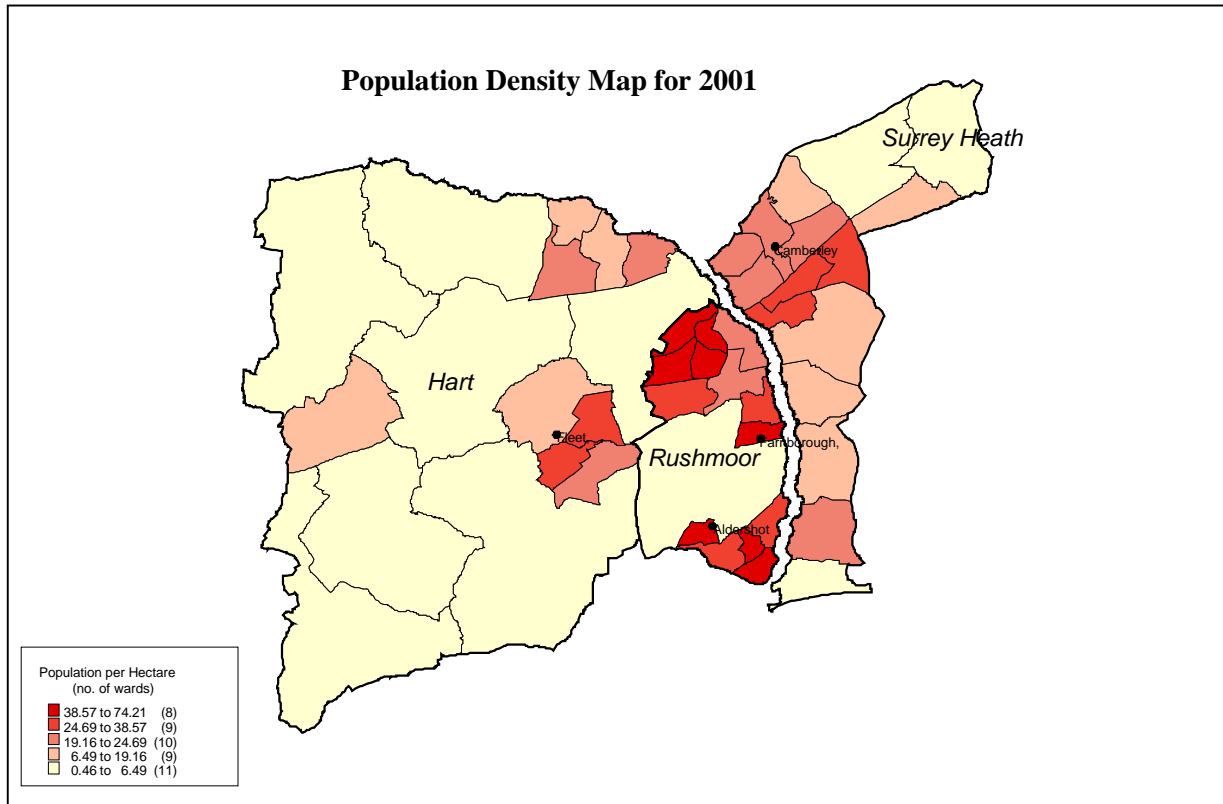 Population Density Map for 2001
Surrey Heath
Camberley
Hart
Fleet,
Farnborough,
Rushmoor
Aldershot
Population per Hectare
(no. of wards)
38.57 to 74.21 (8)
24.69 to 38.57 (9)
19.16 to 24.69 (10)
6.49 to 19.16 (9)
0.46 to 6.49 (11)